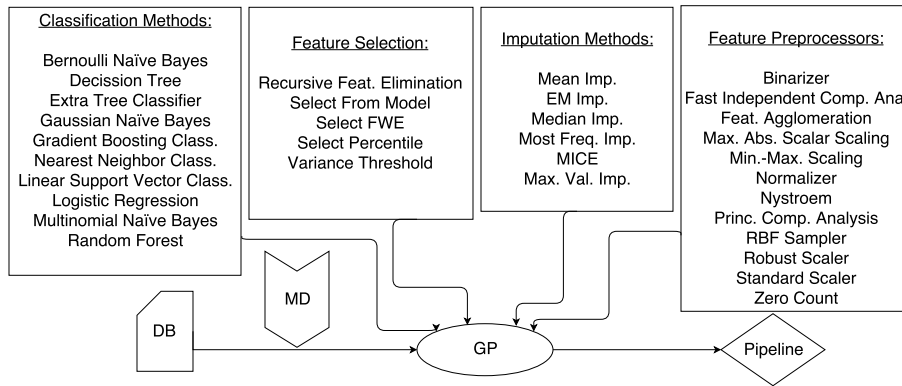 Classification Methods:
Bernoulli Naïve Bayes
Decission Tree
Extra Tree Classifier
Gaussian Naïve Bayes
Gradient Boosting Class.
Nearest Neighbor Class.
Linear Support Vector Class.
Logistic Regression
Multinomial Naïve Bayes
Random Forest
Feature Selection:
Recursive Feat. Elimination
Select From Model
Select FWE
Select Percentile
Variance Threshold
Imputation Methods:
Mean Imp.
EM Imp.
Median Imp.
Most Freq. Imp.
MICE
Max. Val. Imp.
Feature Preprocessors:
Binarizer
Fast Independent Comp. Ana
Feat. Agglomeration
Max. Abs. Scalar Scaling
Min.-Max. Scaling
Normalizer
Nystroem
Princ. Comp. Analysis
RBF Sampler
Robust Scaler
Standard Scaler
Zero Count
DB
MD
GP
Pipeline